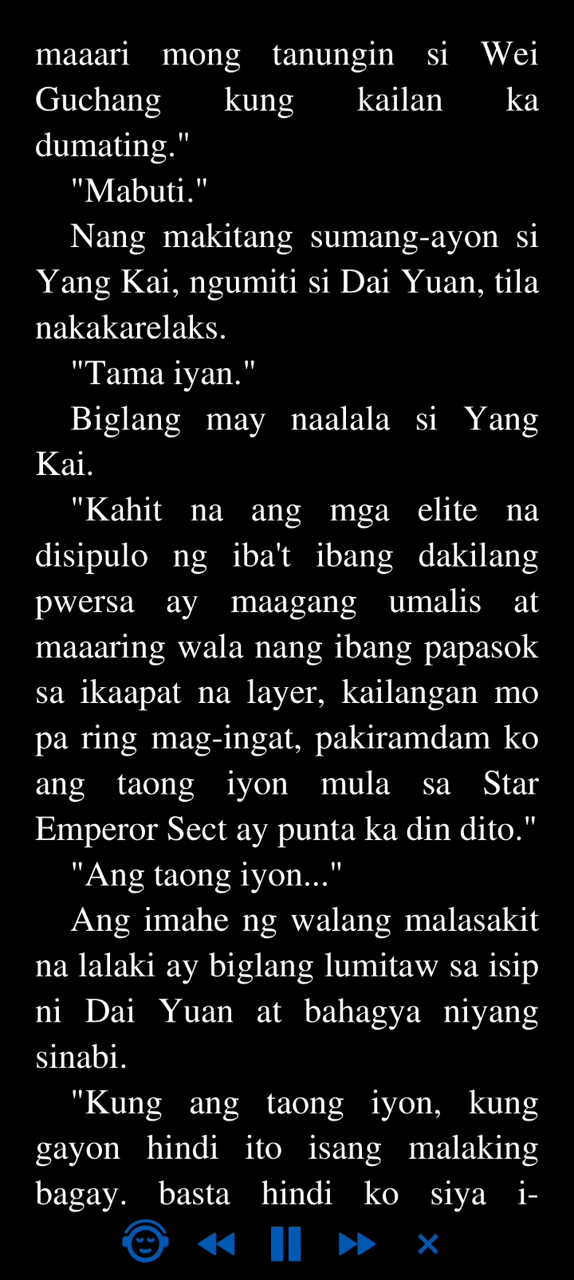 maaari mong tanungin si Wei
Guchang kung kailan ka
dumating."
"Mabuti."
Nang makitang sumang-ayon si
Yang Kai, ngumiti si Dai Yuan, tila
nakakarelaks.
"Tama iyan."
Biglang may naalala si Yang
Kai.
"Kahit na ang mga elite na
disipulo ng iba't ibang dakilang
pwersa ay maagang umalis at
maaaring wala nang ibang papasok
sa ikaapat na layer, kailangan mo
pa ring mag-ingat, pakiramdam ko
ang taong iyon mula sa Star
Emperor Sect ay punta ka din dito."
"Ang taong iyon..."
Ang imahe ng walang malasakit
na lalaki ay biglang lumitaw sa isip
ni Dai Yuan at bahagya niyang
sinabi.
"Kung ang taong iyon, kung
gayon hindi ito isang malaking
bagay. basta hindi ko siya i-